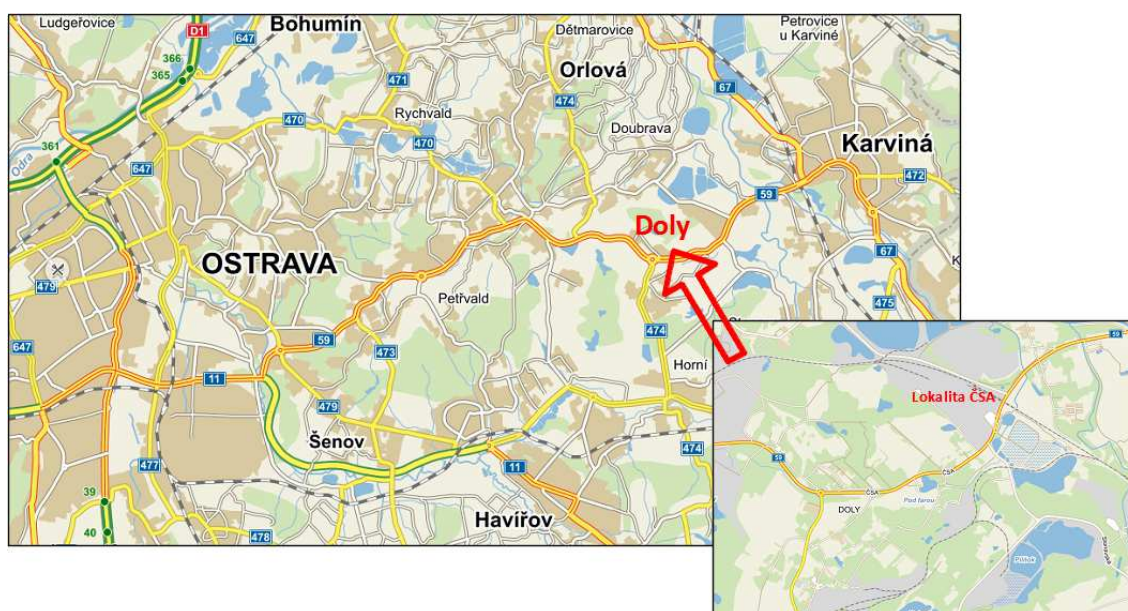 Ludgeřovice
D1
647
Bohumín
Dětmarovice
Petrovice
u Karviné
366
365
471
Orlová
67
Rychvald
474
470
Doubrava
361
470
Karviná
Odra
647
472
59
Doly
OSTRAVA
67
479
Petřvald
475
474
647
59
473
Horní
11
479
Šenov
474
477
11
39
40
478
Havířov
59
Lokalita ČSA
59
ČSA
ČSA
Pod farou
DOLY
Pilňok